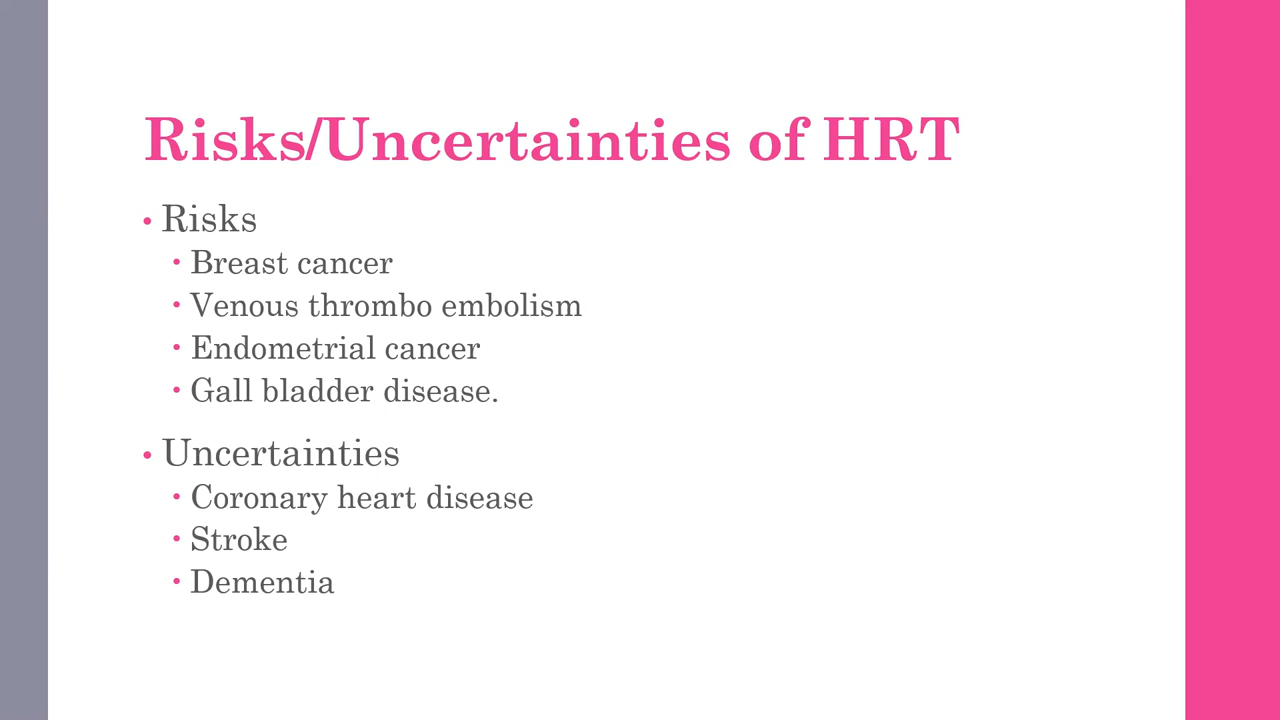 Risks/Uncertainties of HRT
• Risks
• Breast cancer
• Venous thrombo embolism
• Endometrial cancer
• Gall bladder disease.
• Uncertainties
• Coronary heart disease
• Stroke
• Dementia